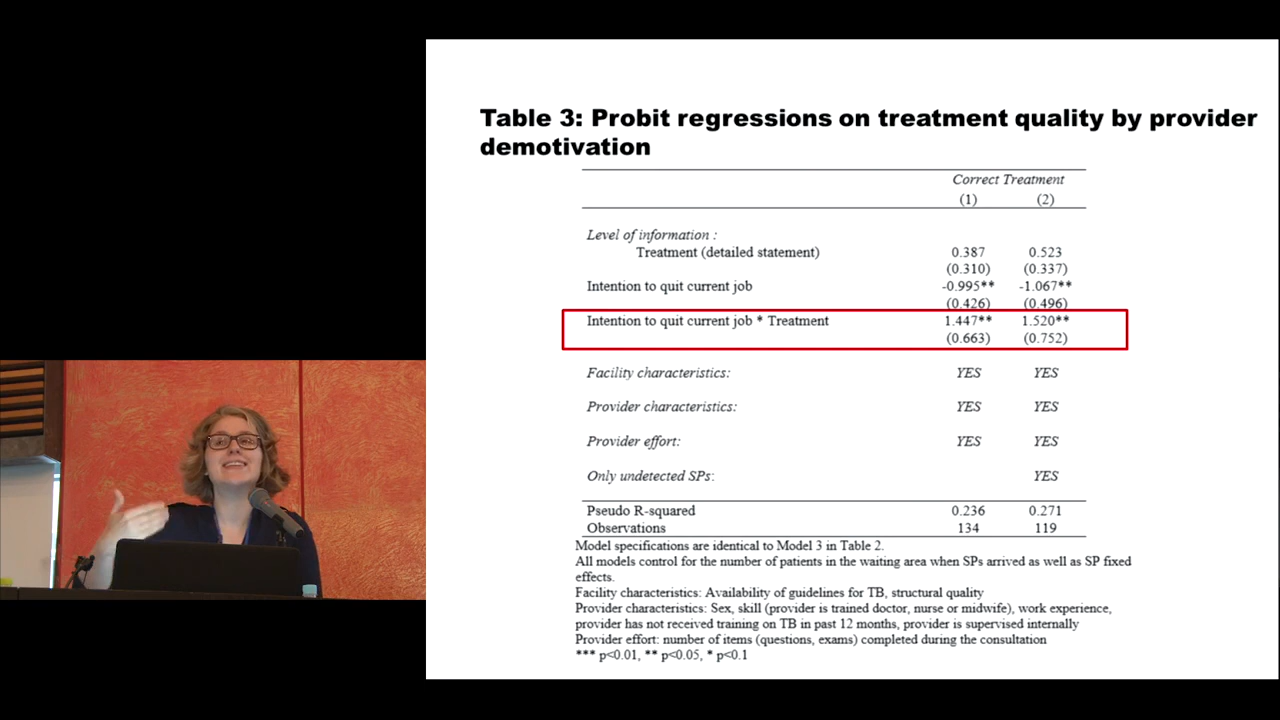 Table 3: Probit regressions on treatment quality by provider
demotivation
Correct Treatment
(1) (2)
Level of information :
Treatment (detailed statement) 0.387 0.523
(0.310) (0.337)
Intention to quit current job -0.995** -1.067**
(0.426) (0.496)
Intention to quit current job * Treatment 1.447** 1.520**
(0.663) (0.752)
Facility characteristics: YES YES
Provider characteristics: YES YES
Provider effort: YES YES
Only undetected SPs: YES
Pseudo R-squared 0.236 0.271
Observations 134 119
Model specifications are identical to Model 3 in Table 2.
All models control for the number of patients in the waiting area when SPs arrived as well as SP fixed
effects.
Facility characteristics: Availability of guidelines for TB, structural quality
Provider characteristics: Sex, skill (provider is trained doctor, nurse or midwife), work experience,
provider has not received training on TB in past 12 months, provider is supervised internally
Provider effort: number of items (questions, exams) completed during the consultation
*** p<0.01, ** p<0.05, * p<0.1